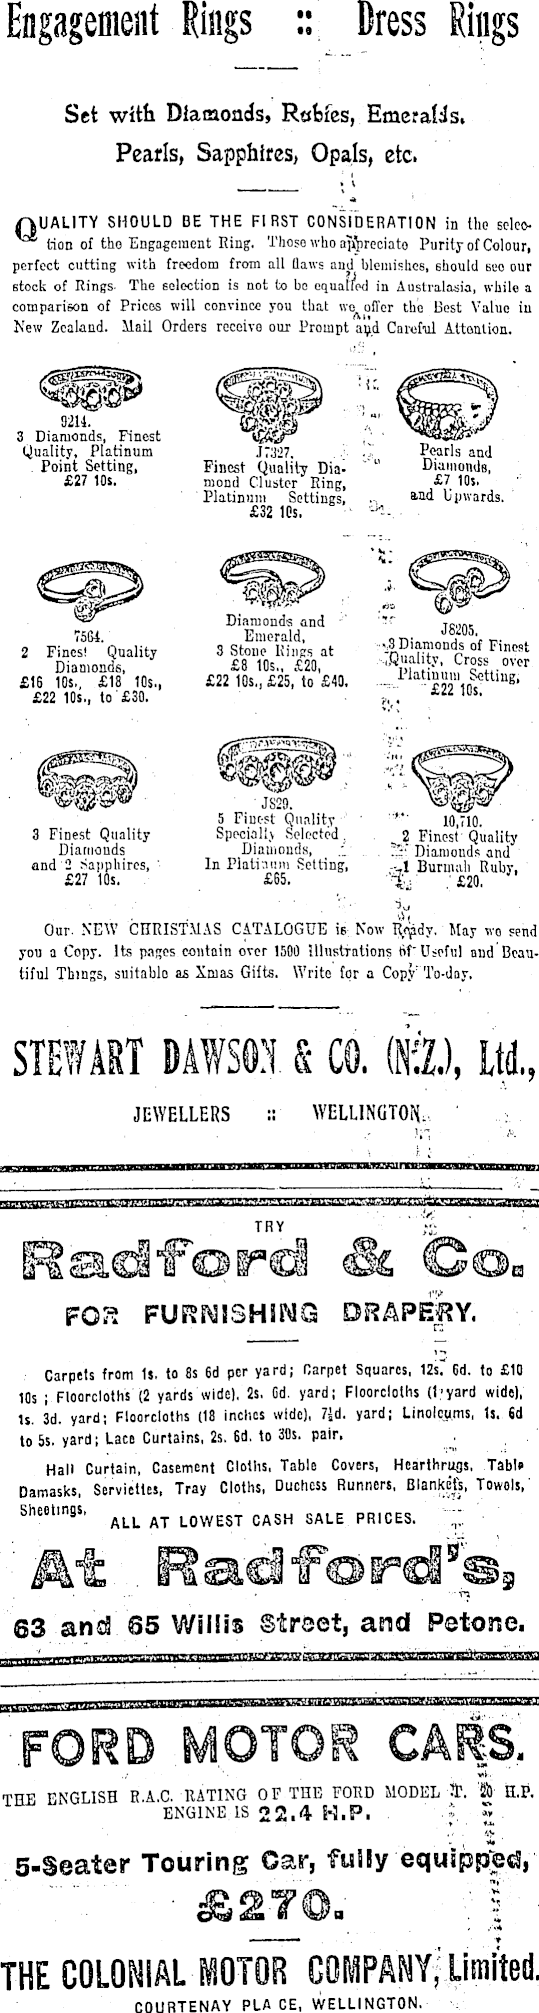 Engagement Rings :: Dress Rings
Set with Diamonds, Rubies, Emeralds,
Pearls, Sapphires, Opals, etc.
QUALITY SHOULD BE THE FIRST CONSIDERATION in the selec-
tion of the Engagement Ring. Those who appreciate Purity of Colour,
perfect cutting with freedom from all flaws and blemishes, should see our
stock of Rings. The selection is not to be equalled in Australasia, while a
comparison of Prices will convince you that we offer the Best Value in
New Zealand. Mail Orders receive our Prompt and Careful Attention.
9214.
3 Diamonds, Finest
Quality, Platinum
Point Setting,
£27 10s.
J7327.
Finest Quality Dia-
mond Cluster Ring,
Platinum Settings,
£32 10s.
Pearls and
Diamonds,
£7 10s.
and Upwards.
7564.
2 Finest Quality
Diamonds,
£16 10s., £18 10s.,
£22 10s., to £30.
Diamonds and
Emerald,
3 Stone Rings at
£8 10s., £20,
£22 10s., £25, to £40.
J8205.
3 Diamonds of Finest
Quality, Cross over
Platinum Setting,
£22 10s.
3 Finest Quality
Diamonds
and 2 Sapphires,
£27 10s.
J829.
5 Finest Quality
Specially Selected
Diamonds,
In Platinum Setting,
£65.
10,710.
2 Finest Quality
Diamonds and
1 Burmah Ruby,
£20.
Our NEW CHRISTMAS CATALOGUE is Now Ready. May we send
you a Copy. Its pages contain over 1500 Illustrations of Useful and Beau-
tiful Things, suitable as Xmas Gifts. Write for a Copy To-day.
STEWART DAWSON & CO. (N.Z.), Ltd.,
JEWELLERS :: WELLINGTON.
TRY
Radford & Co.
FOR FURNISHING DRAPERY.
Carpets from 1s. to 8s 6d per yard; Carpet Squares, 12s. 6d. to £10
10s ; Floorcloths (2 yards wide), 2s. 6d. yard; Floorcloths (1 yard wide),
1s. 3d. yard; Floorcloths (18 inches wide), 7½d. yard; Linoleums, 1s. 6d
to 5s. yard; Lace Curtains, 2s. 6d. to 30s. pair.
Hall Curtain, Casement Cloths, Table Covers, Hearthrugs, Table
Damasks, Serviettes, Tray Cloths, Duchess Runners, Blankets, Towels,
Sheetings,
ALL AT LOWEST CASH SALE PRICES.
At Radford's,
63 and 65 Willis Street, and Petone.
FORD MOTOR CARS.
THE ENGLISH R.A.C. RATING OF THE FORD MODEL T. 20 H.P.
ENGINE IS 22.4 H.P.
5-Seater Touring Car, fully equipped,
£270.
THE COLONIAL MOTOR COMPANY, Limited.
COURTENAY PLACE, WELLINGTON.